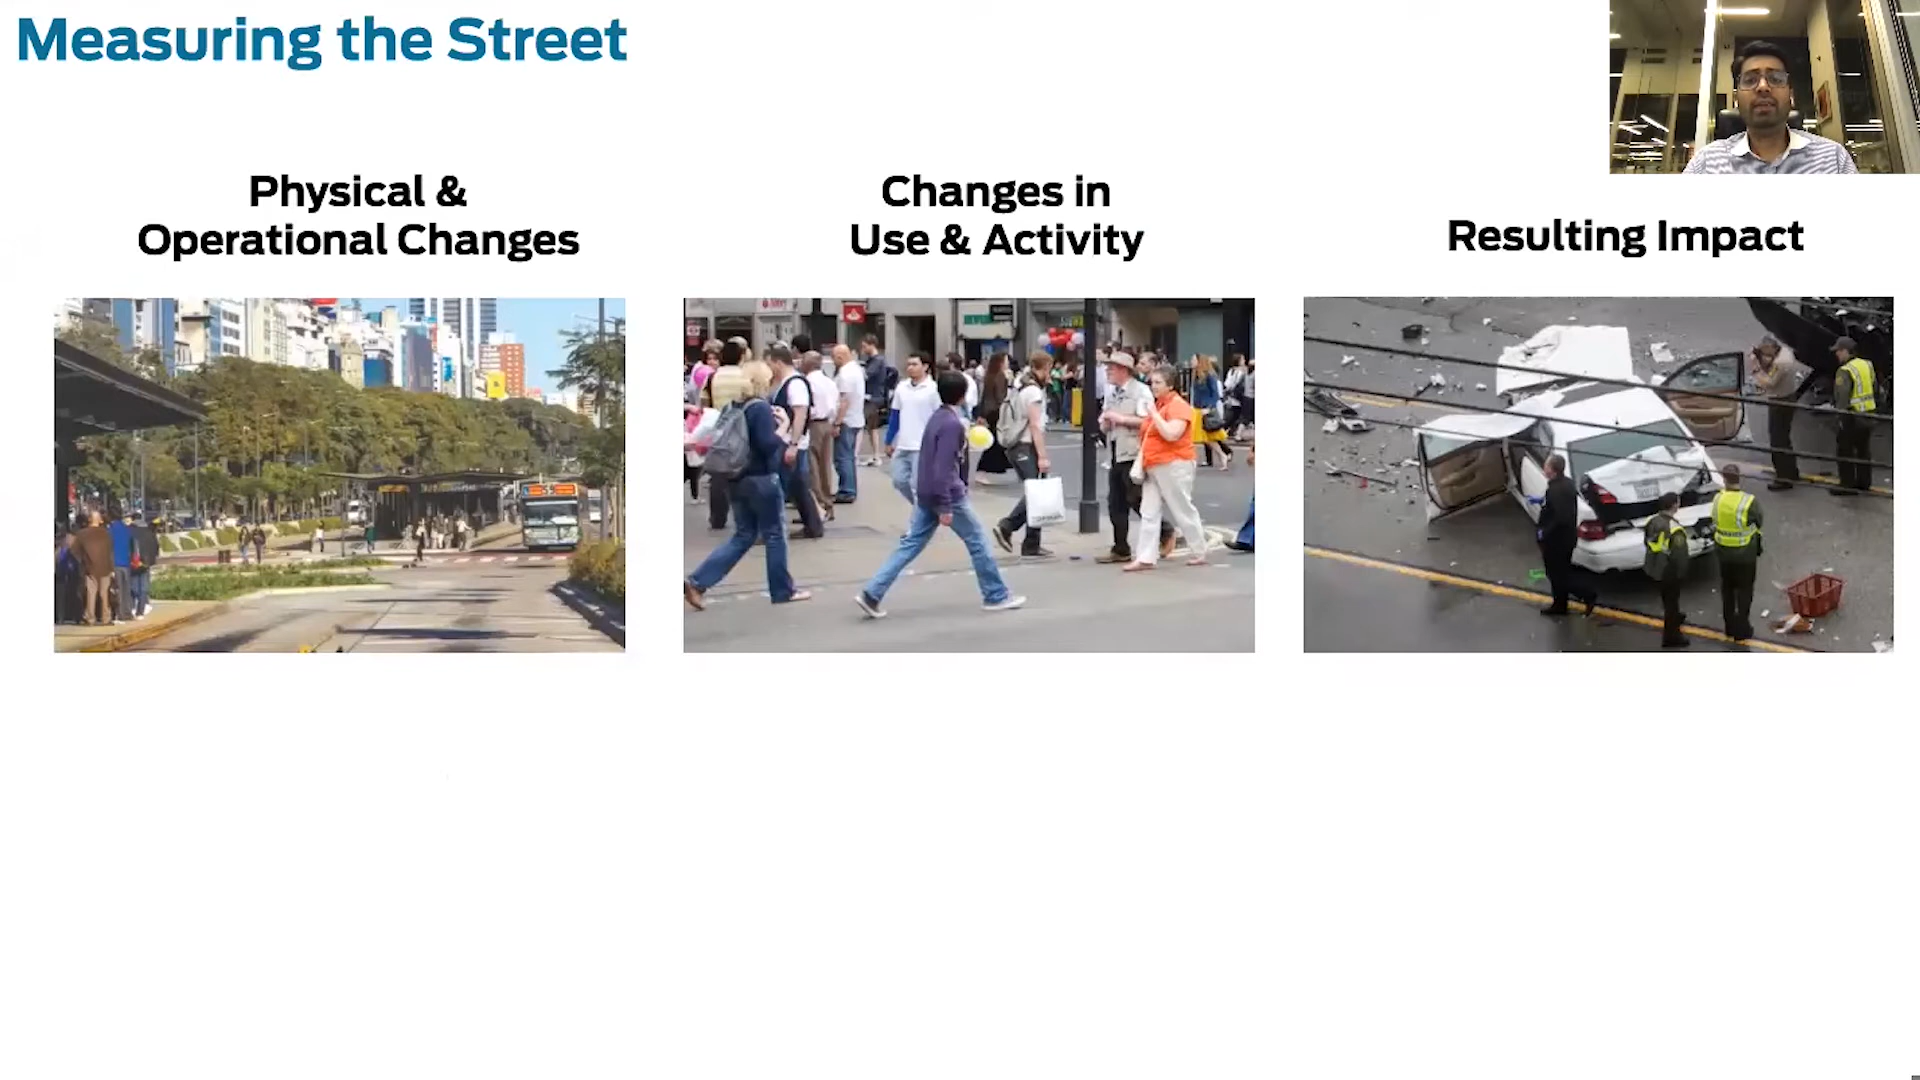 Measuring the Street
Physical &
Operational Changes
Changes in
Use & Activity
Resulting Impact